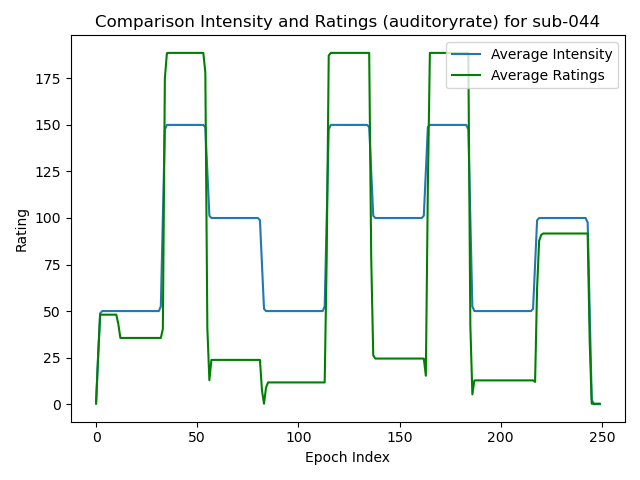 Comparison Intensity and Ratings (auditoryrate) for sub-044
Average Intensity
Average Ratings
Rating
175
150
125
100
75
50
25
0
0 50 100 150 200 250
Epoch Index